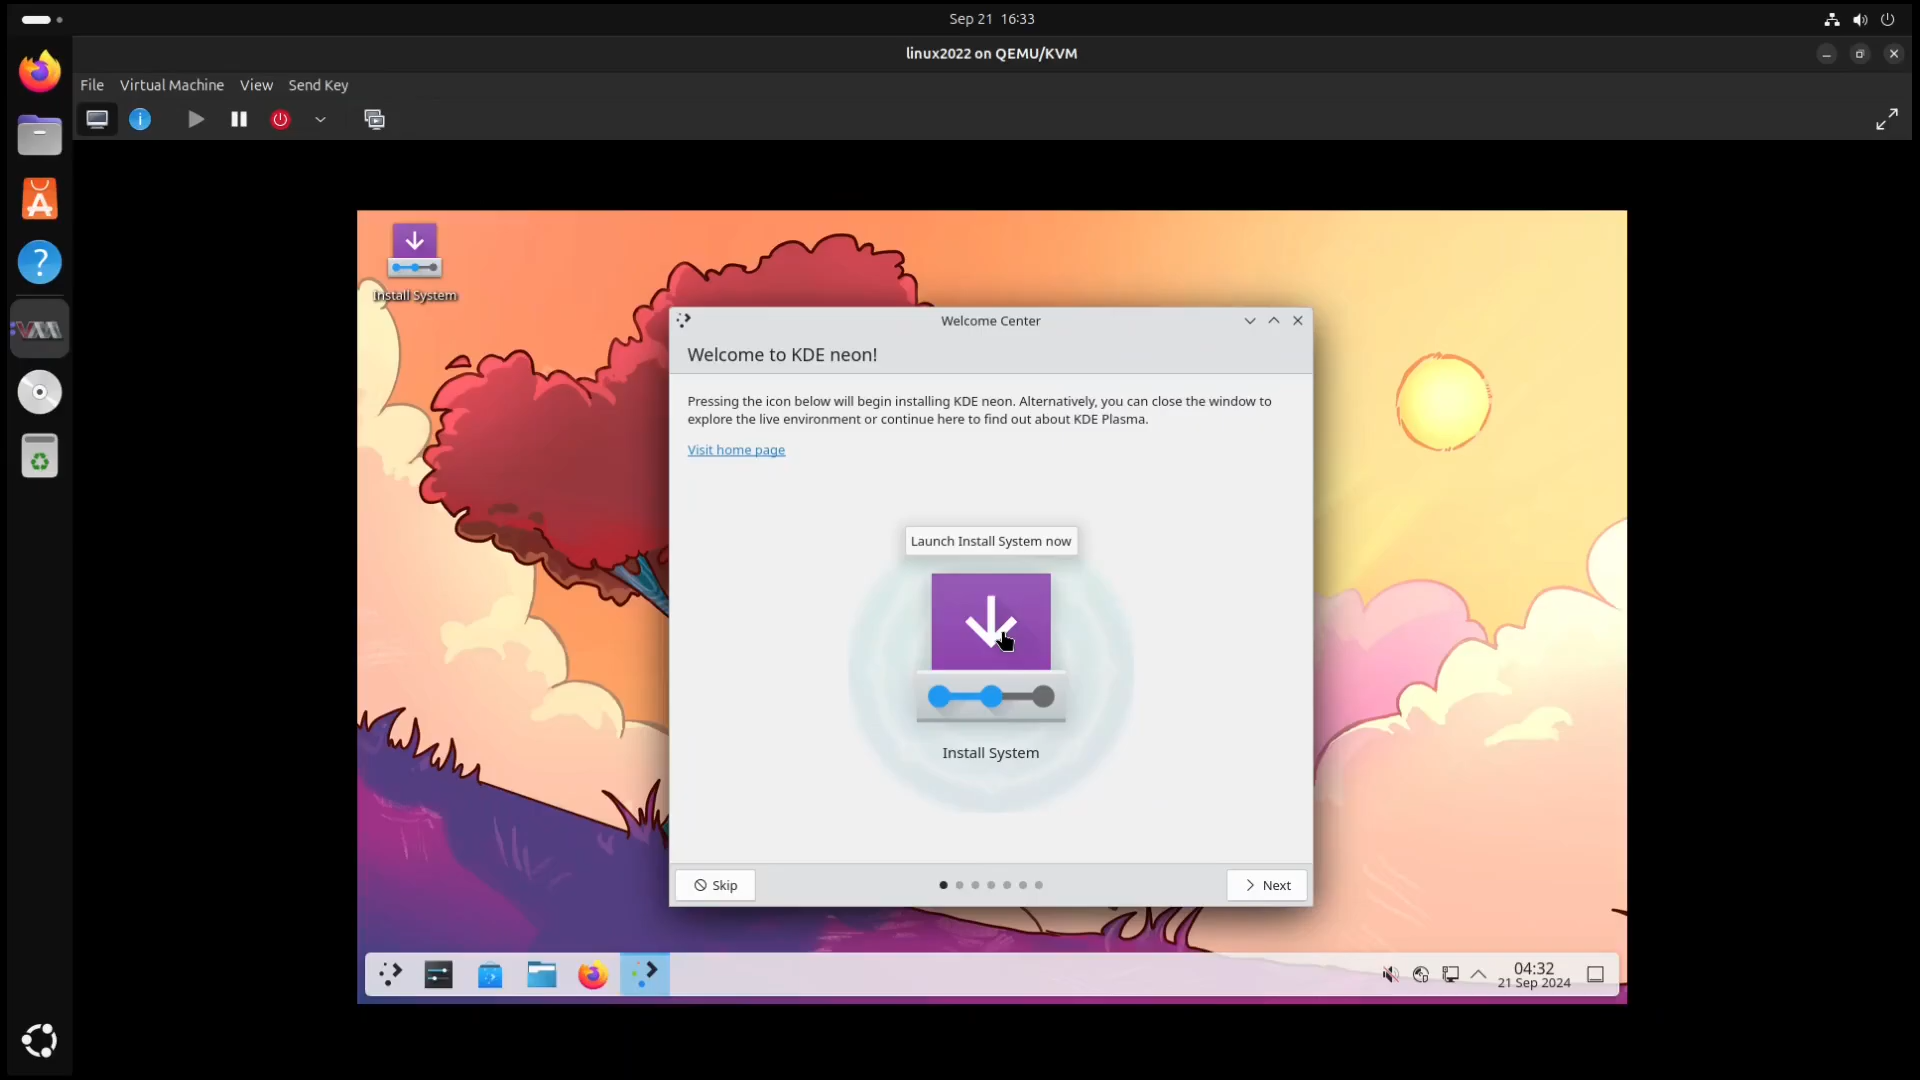 Sep 21 16:33
linux2022 on QEMU/KVM
File Virtual Machine View Send Key
Install System
Welcome Center
Welcome to KDE neon!
Pressing the icon below will begin installing KDE neon. Alternatively, you can close the window to
explore the live environment or continue here to find out about KDE Plasma.
Visit home page
Launch Install System now
Install System
Skip
Next
04:32
21 Sep 2024